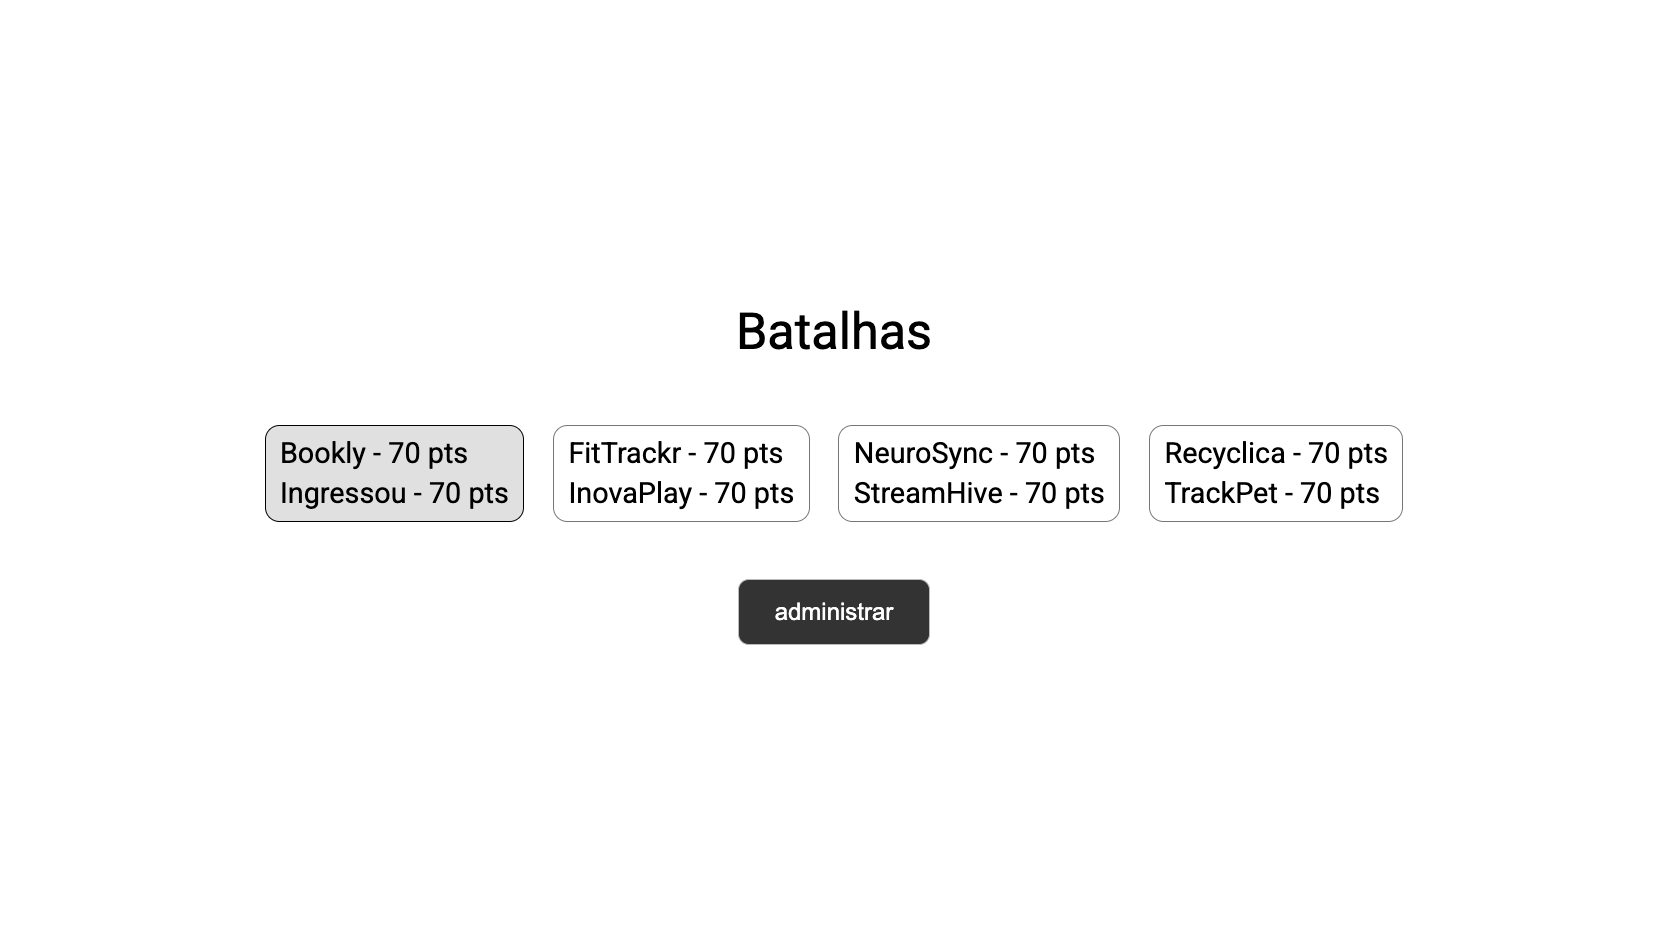 Batalhas
Bookly - 70 pts
Ingressou - 70 pts
FitTrackr - 70 pts
InovaPlay - 70 pts
NeuroSync - 70 pts
StreamHive - 70 pts
Recyclica - 70 pts
TrackPet - 70 pts
administrar